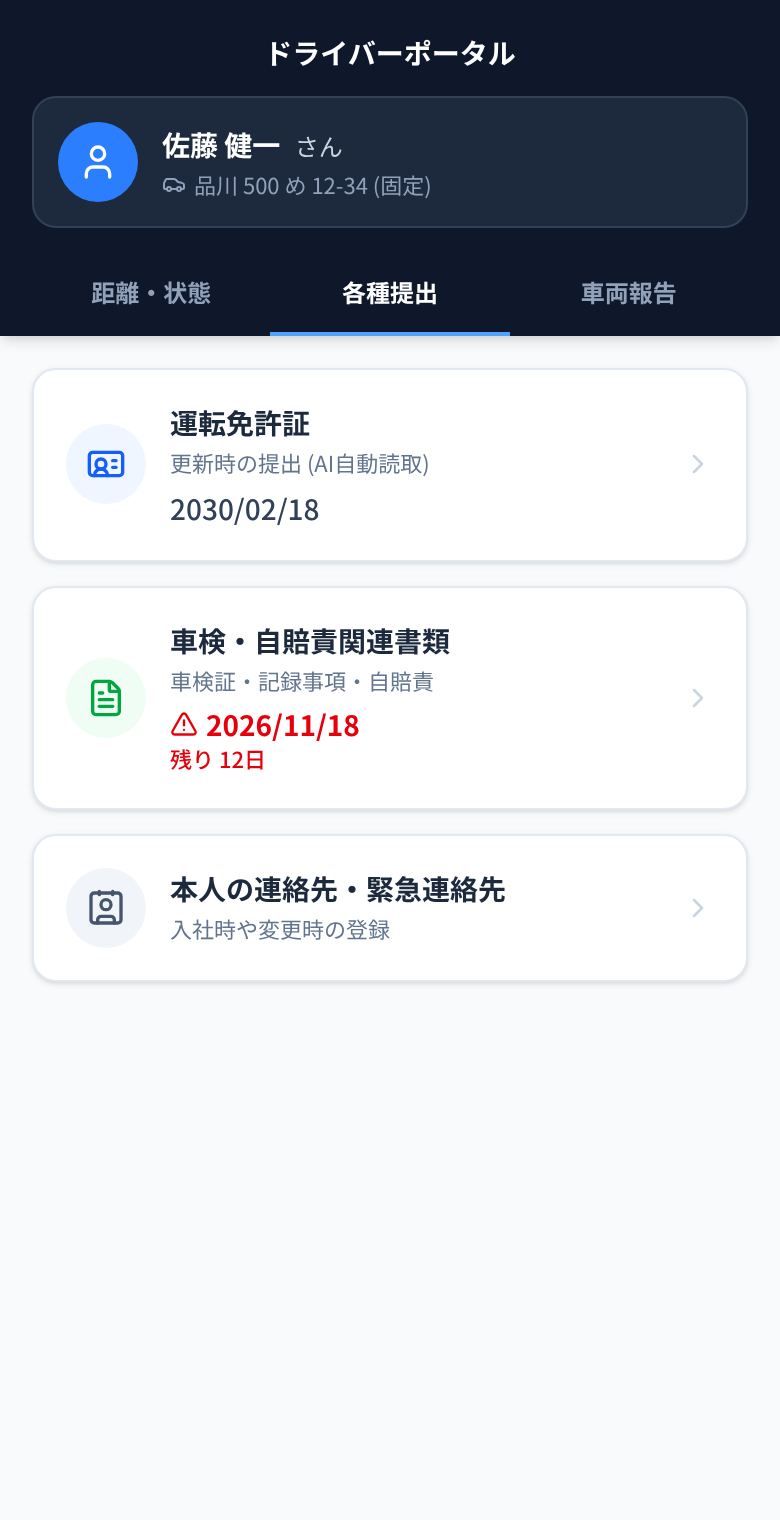 ドライバーポータル
佐藤 健一 さん
品川 500 め 12-34 (固定)
距離・状態 各種提出 車両報告
運転免許証
更新時の提出 (AI自動読取)
2030/02/18
車検・自賠責関連書類
車検証・記録事項・自賠責
2026/11/18
残り 12日
本人の連絡先・緊急連絡先
入社時や変更時の登録